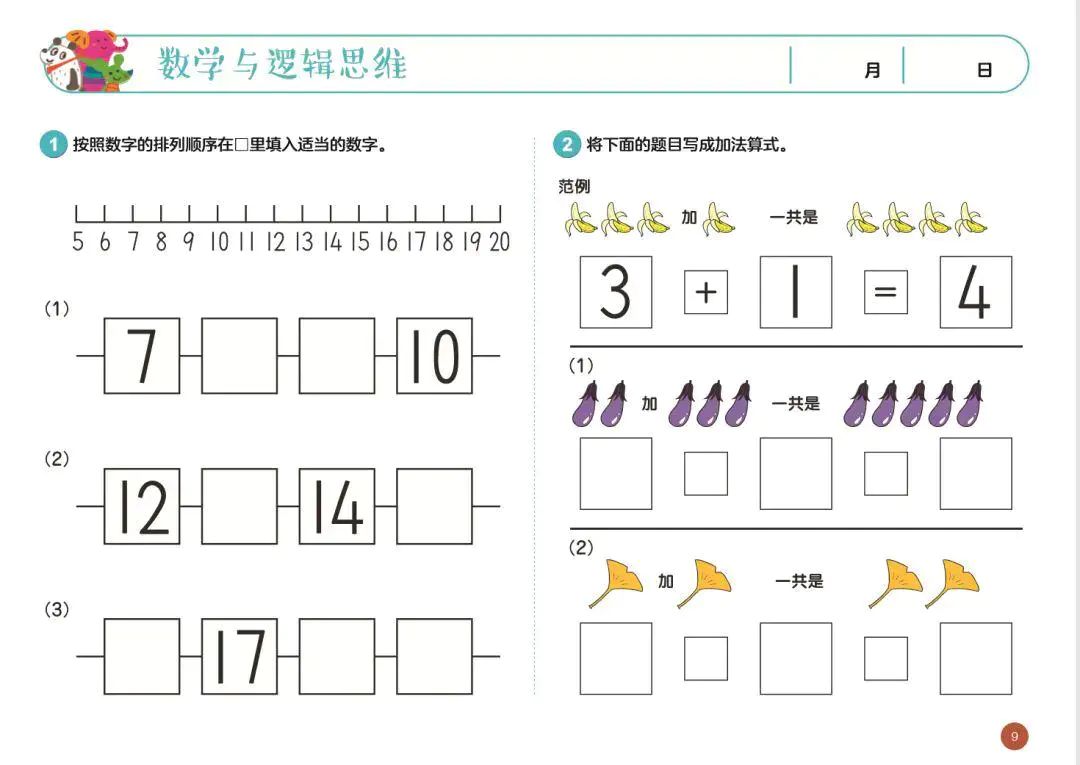 数学与逻辑思维
月 日
1 按照数字的排列顺序在□里填入适当的数字。
5 6 7 8 9 10 11 12 13 14 15 16 17 18 19 20
(1)
7 10
(2)
12 14
(3)
17
2 将下面的题目写成加法算式。
范例
加 一共是
3 + 1 = 4
(1)
加 一共是
(2)
加 一共是
9